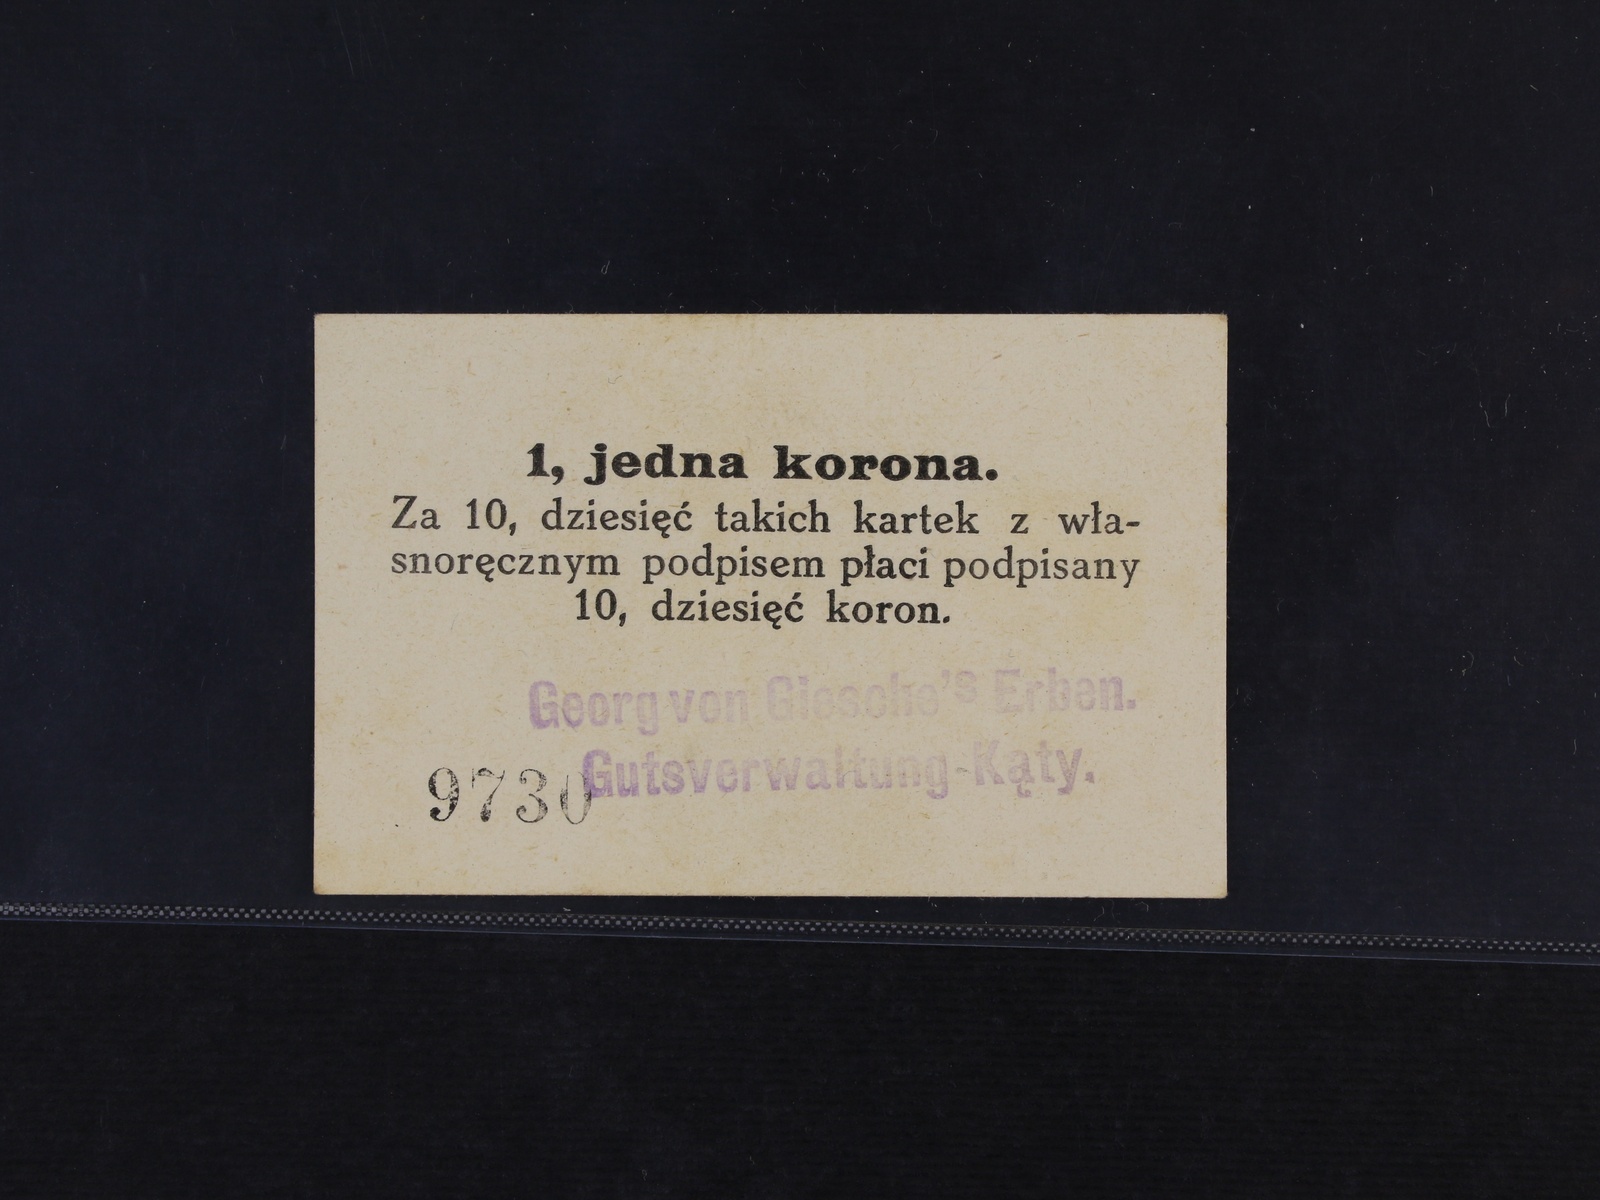 1, jedna korona.
Za 10, dziesięć takich kartek z wła-
snoręcznym podpisem płaci podpisany
10, dziesięć koron.
Georg von Giesche's Erben.
Gutsverwaltung-Kąty.
9730